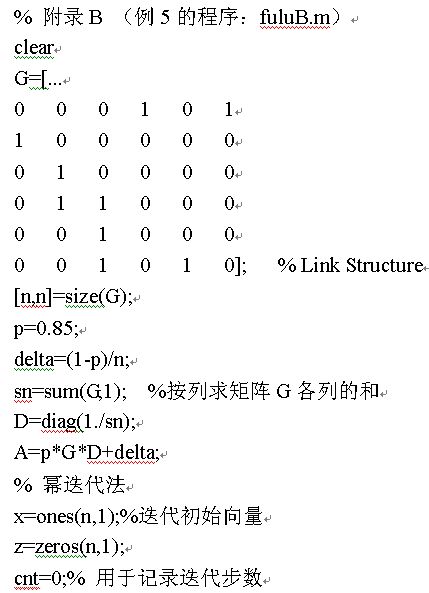 % 附录 B （例 5 的程序：fuluB.m）
clear
G=[...
0 0 0 1 0 1
1 0 0 0 0 0
0 1 0 0 0 0
0 1 1 0 0 0
0 0 1 0 0 0
0 0 1 0 1 0]; % Link Structure
[n,n]=size(G);
p=0.85;
delta=(1-p)/n;
sn=sum(G,1); %按列求矩阵 G 各列的和
D=diag(1./sn);
A=p*G*D+delta;
% 幂迭代法
x=ones(n,1);%迭代初始向量
z=zeros(n,1);
cnt=0;% 用于记录迭代步数